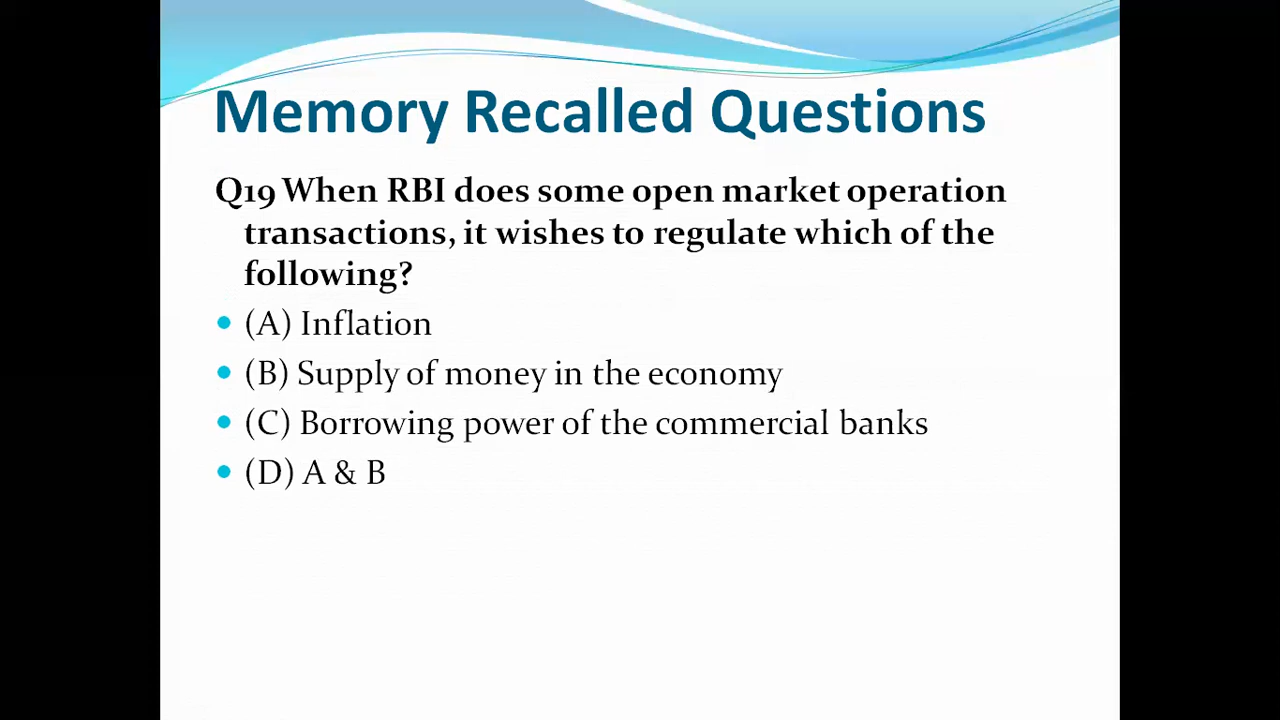 Memory Recalled Questions
Q19 When RBI does some open market operation
transactions, it wishes to regulate which of the
following?
• (A) Inflation
• (B) Supply of money in the economy
• (C) Borrowing power of the commercial banks
• (D) A & B